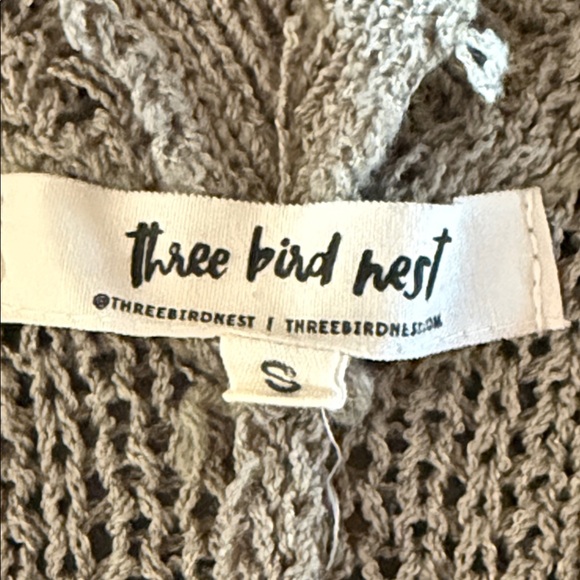 three bird nest
@THREEBIRDNEST | THREEBIRDNEST.COM
S